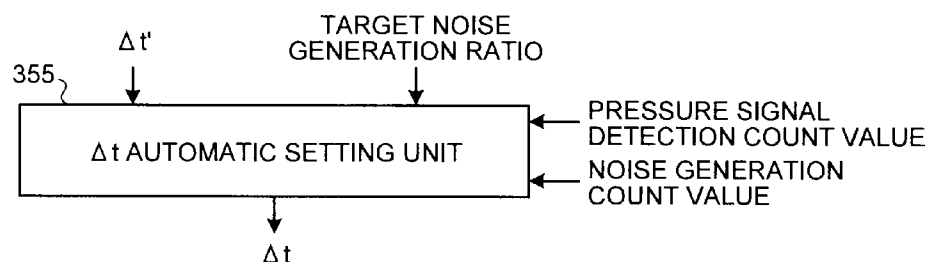 TARGET NOISE
GENERATION RATIO
Δt'
355
PRESSURE SIGNAL
DETECTION COUNT VALUE
Δt AUTOMATIC SETTING UNIT
NOISE GENERATION
COUNT VALUE
Δt